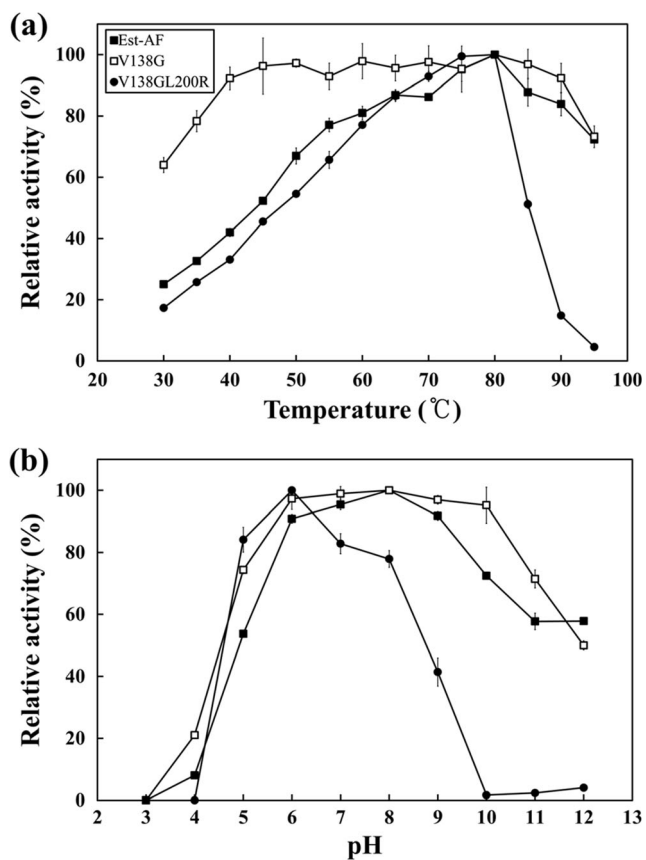 (a)
Est-AF
V138G
V138GL200R
Relative activity (%)
100
80
60
40
20
0
20 30 40 50 60 70 80 90 100
Temperature (℃)
(b)
Relative activity (%)
100
80
60
40
20
0
2 3 4 5 6 7 8 9 10 11 12 13
pH